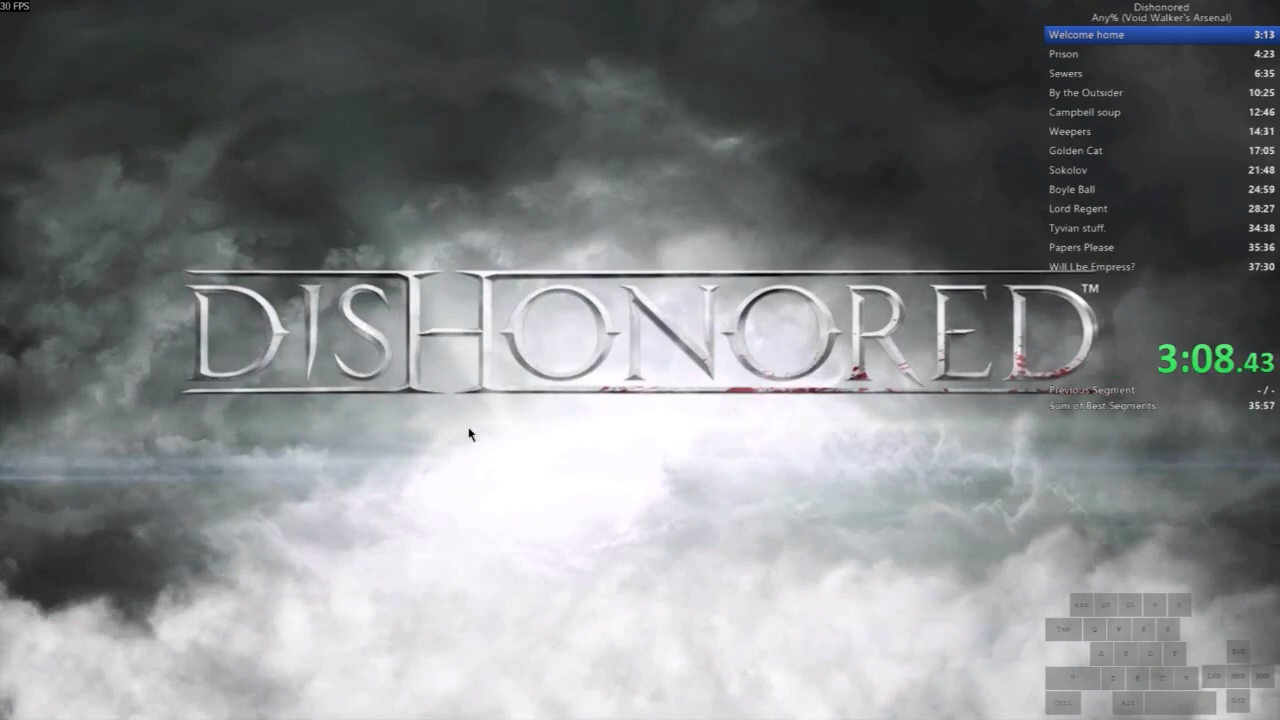 30 FPS
Dishonored
Any% (Void Walker's Arsenal)
Welcome home 3:13
Prison 4:23
Sewers 6:35
By the Outsider 10:25
Campbell soup 12:46
Weepers 14:31
Golden Cat 17:05
Sokolov 21:48
Boyle Ball 24:59
Lord Regent 28:27
Tyvian stuff. 34:38
Papers Please 35:36
Will I be Empress? 37:30
DISHONORED™
3:08.43
Previous Segment - / -
Sum of Best Segments 35:57
Ctrl Alt